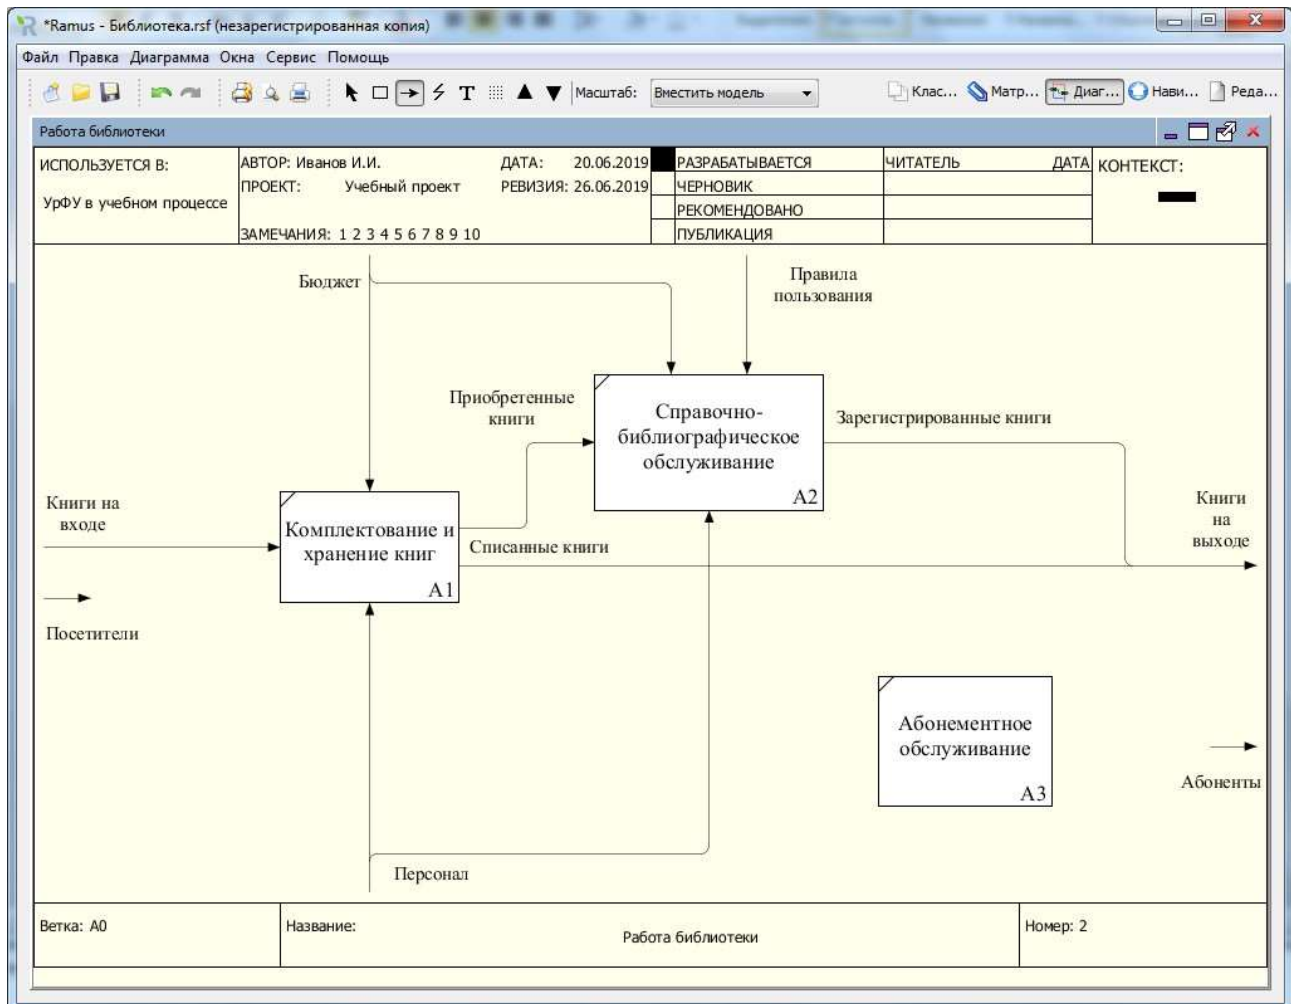 *Ramus - Библиотека.rsf (незарегистрированная копия)
Файл Правка Диаграмма Окна Сервис Помощь
Масштаб: Вместить модель Клас... Матр... Диаг... Нави... Реда...
Работа библиотеки
ИСПОЛЬЗУЕТСЯ В:
УрФУ в учебном процессе
АВТОР: Иванов И.И.
ДАТА: 20.06.2019
ПРОЕКТ: Учебный проект
РЕВИЗИЯ: 26.06.2019
ЗАМЕЧАНИЯ: 1 2 3 4 5 6 7 8 9 10
РАЗРАБАТЫВАЕТСЯ
ЧЕРНОВИК
РЕКОМЕНДОВАНО
ПУБЛИКАЦИЯ
ЧИТАТЕЛЬ ДАТА
КОНТЕКСТ:
Бюджет
Правила
пользования
Приобретенные
книги
Справочно-
библиографическое
обслуживание
A2
Зарегистрированные книги
Книги на
входе
Комплектование и
хранение книг
A1
Списанные книги
Книги
на
выходе
Посетители
Абонементное
обслуживание
A3
Абоненты
Персонал
Ветка: A0
Название:
Работа библиотеки
Номер: 2